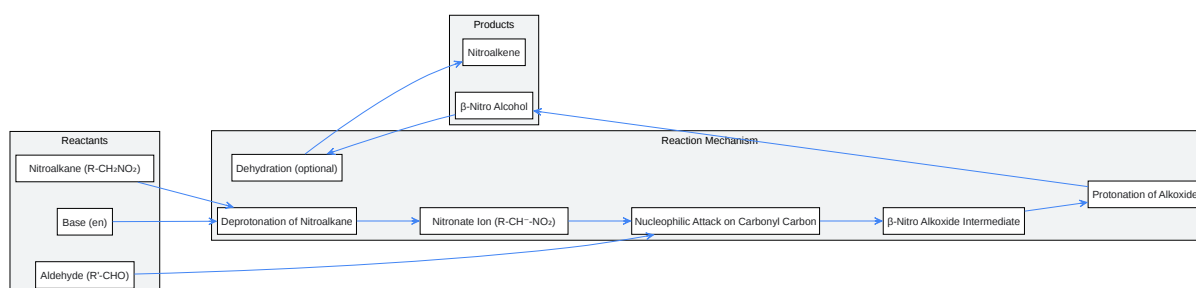 Products
Nitroalkene
β-Nitro Alcohol
Reactants
Nitroalkane (R-CH₂NO₂)
Base (en)
Aldehyde (R'-CHO)
Reaction Mechanism
Dehydration (optional)
Deprotonation of Nitroalkane
Nitronate Ion (R-CH⁻-NO₂)
Nucleophilic Attack on Carbonyl Carbon
β-Nitro Alkoxide Intermediate
Protonation of Alkoxide